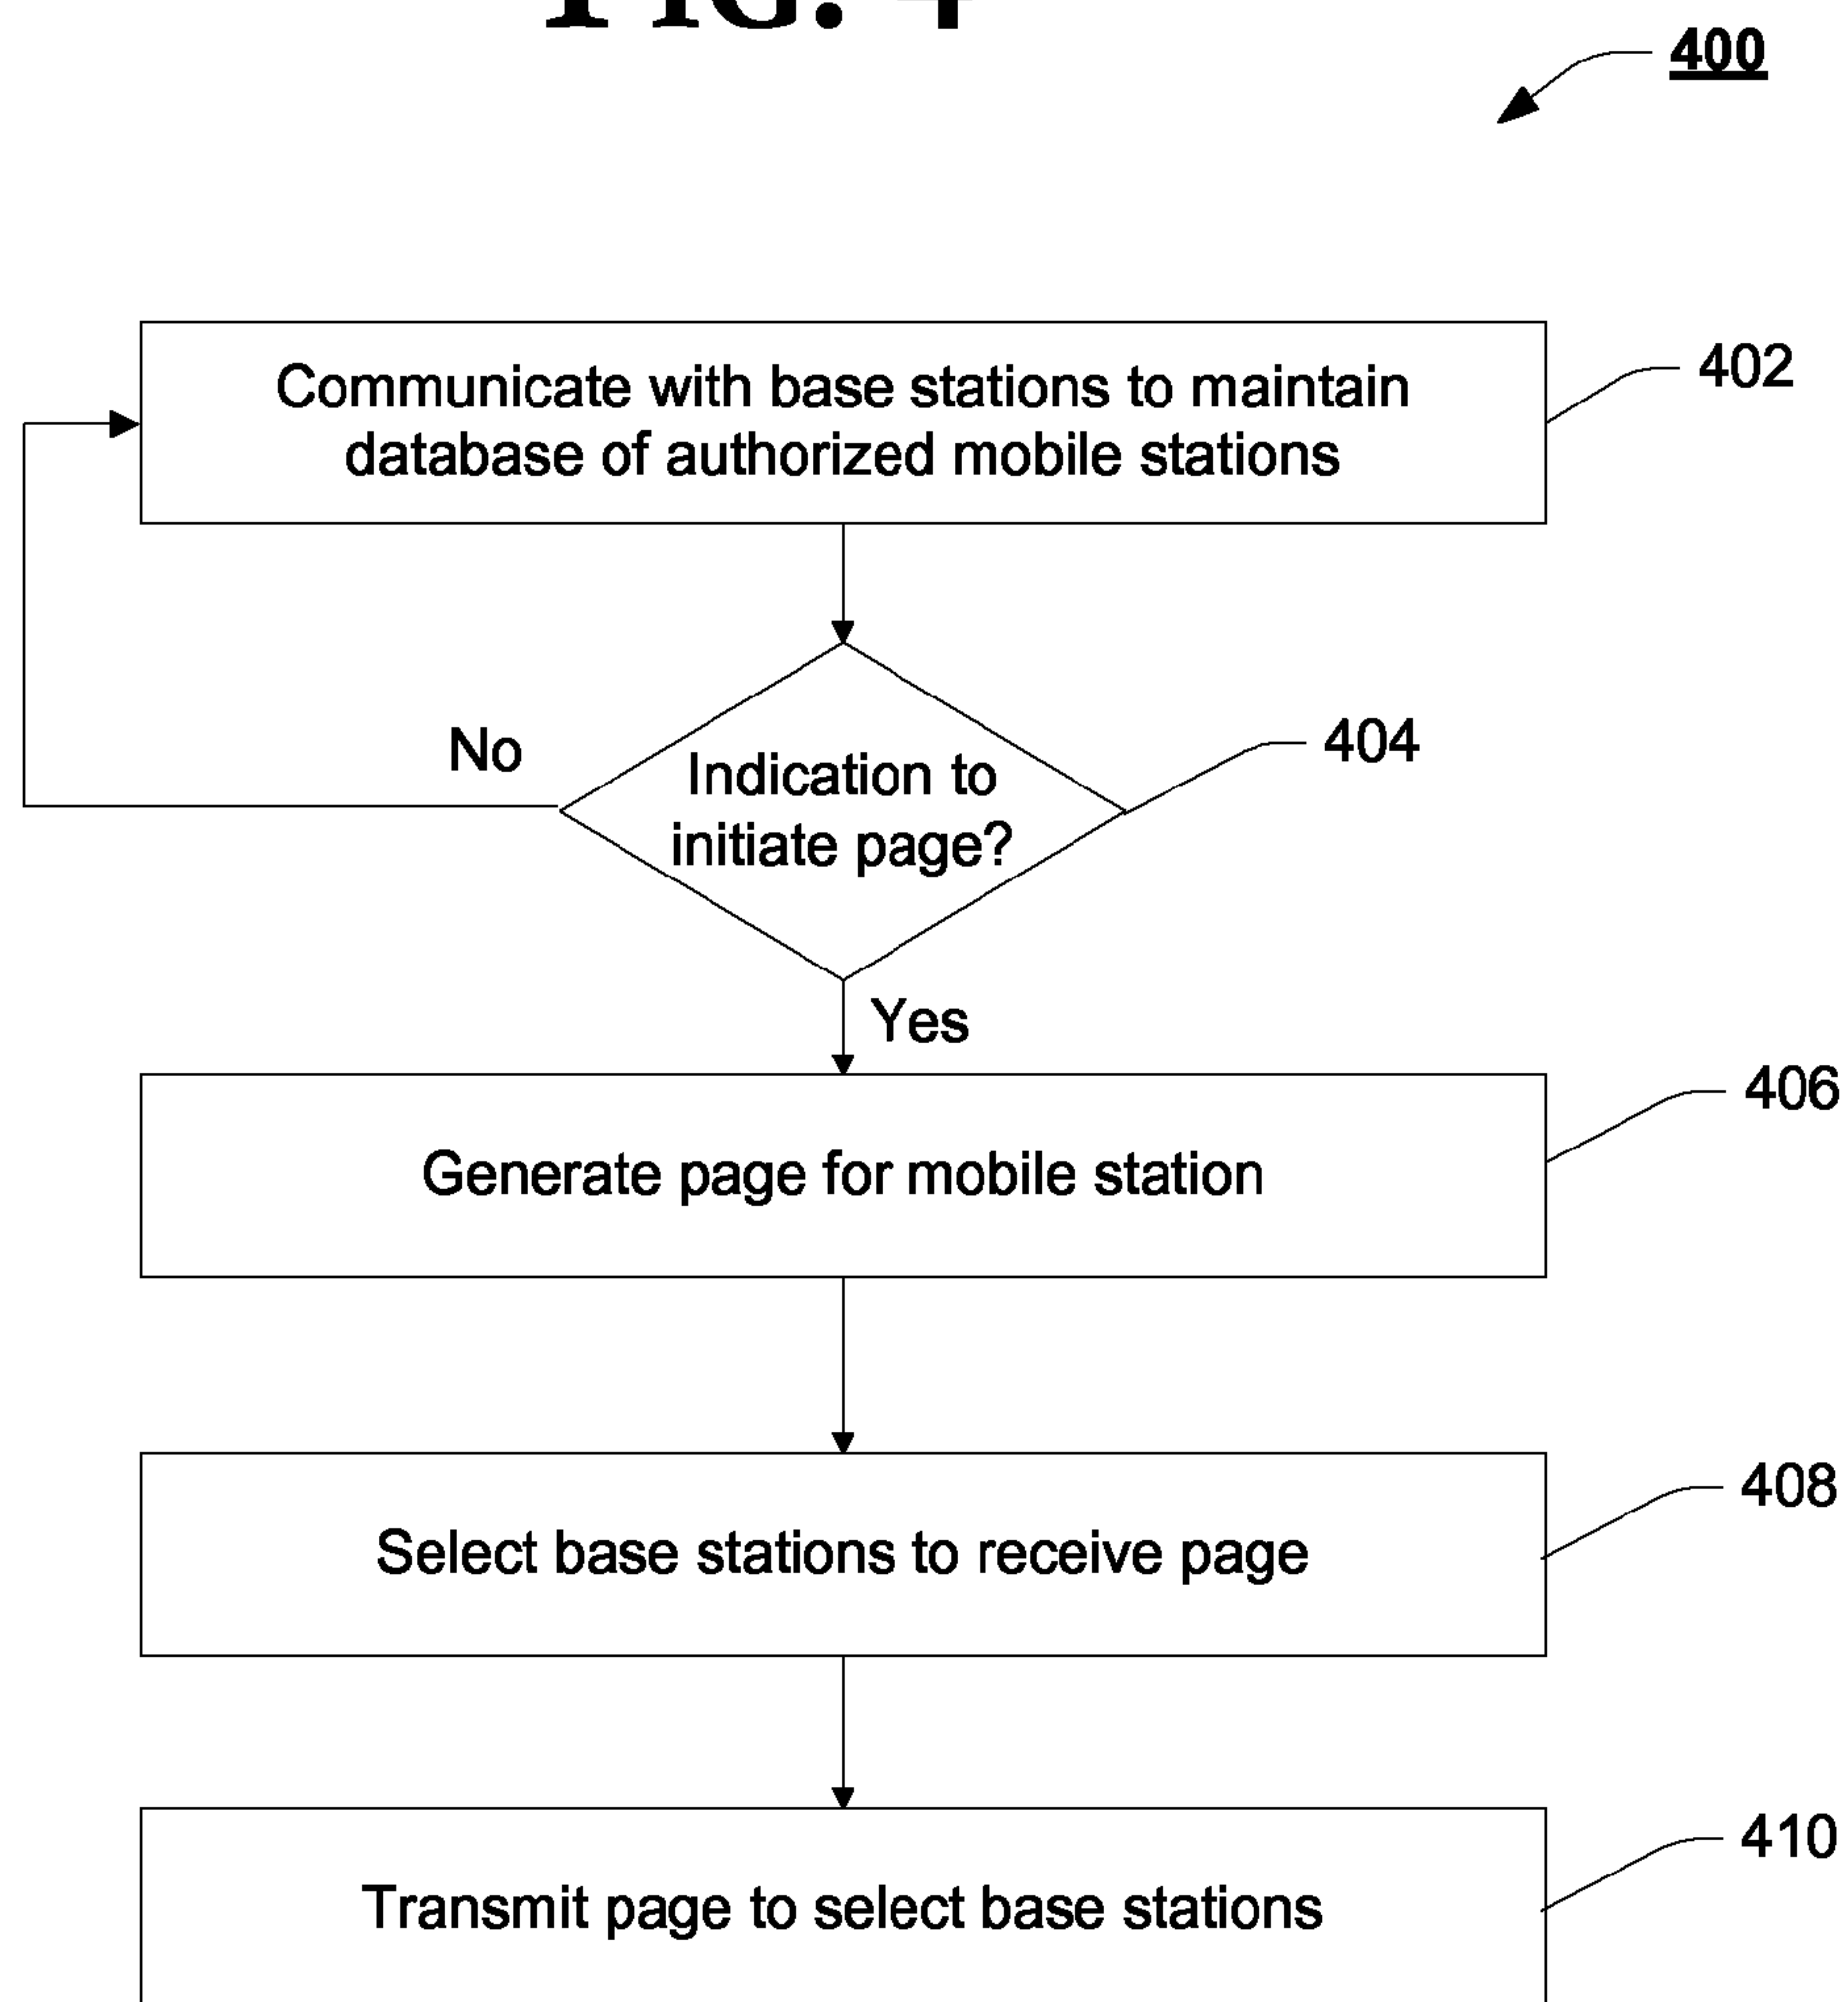 FIG. 4
400
Communicate with base stations to maintain
database of authorized mobile stations
402
No
Indication to
initiate page?
404
Yes
406
Generate page for mobile station
408
Select base stations to receive page
410
Transmit page to select base stations